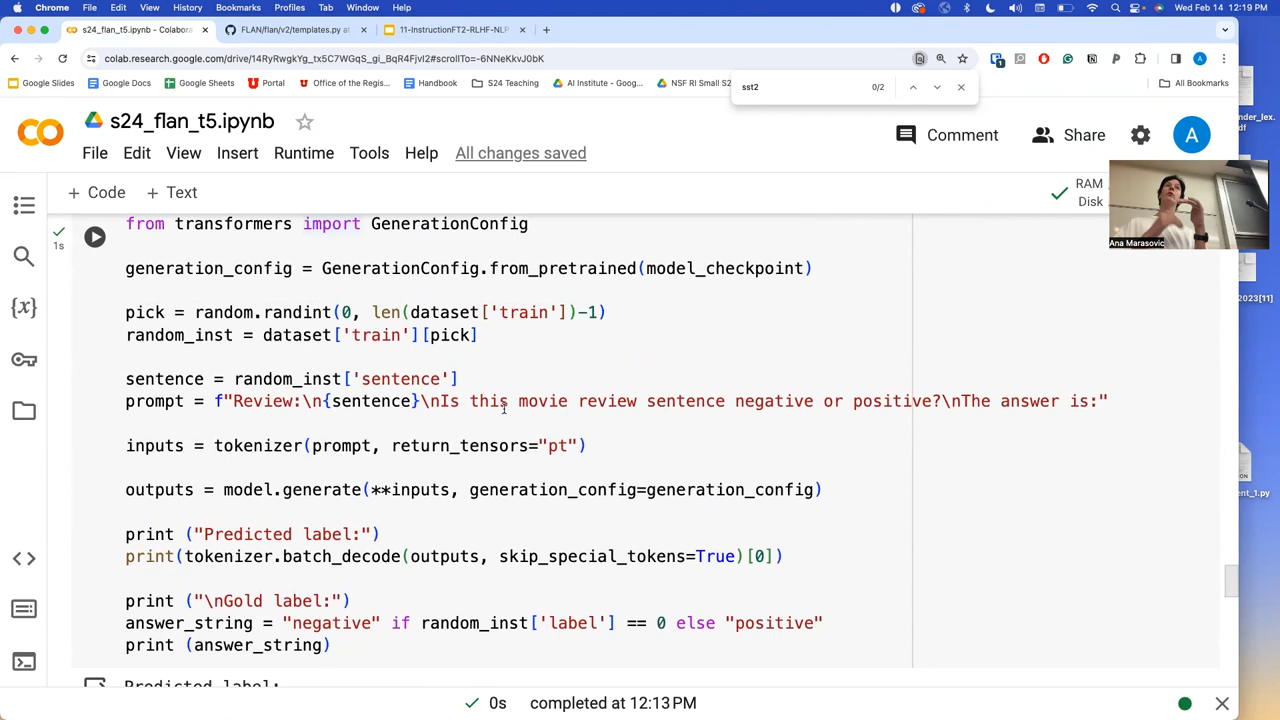 Chrome File Edit View History Bookmarks Profiles Tab Window Help Wed Feb 14 12:19 PM
s24_flan_t5.ipynb - Colabora FLAN/flan/v2/templates.py at 11-InstructionFT2-RLHF-NLP
colab.research.google.com/drive/14RyRwgkYg_tx5C7WGqS_gi_BqR4FjvI2#scrollTo=-6NNeKkvJ0bK
Google Slides Google Docs Google Sheets Portal Office of the Regis... Handbook S24 Teaching AI Institute - Goog... NSF RI Small S2 All Bookmarks
sst2 0/2
s24_flan_t5.ipynb
File Edit View Insert Runtime Tools Help All changes saved
Comment Share A
+ Code + Text
RAM
Disk
Ana Marasovic
1s
from transformers import GenerationConfig
generation_config = GenerationConfig.from_pretrained(model_checkpoint)
pick = random.randint(0, len(dataset['train'])-1)
random_inst = dataset['train'][pick]
sentence = random_inst['sentence']
prompt = f"Review:\n{sentence}\nIs this movie review sentence negative or positive?\nThe answer is:"
inputs = tokenizer(prompt, return_tensors="pt")
outputs = model.generate(**inputs, generation_config=generation_config)
print ("Predicted label:")
print(tokenizer.batch_decode(outputs, skip_special_tokens=True)[0])
print ("\nGold label:")
answer_string = "negative" if random_inst['label'] == 0 else "positive"
print (answer_string)
Predicted label:
0s completed at 12:13 PM